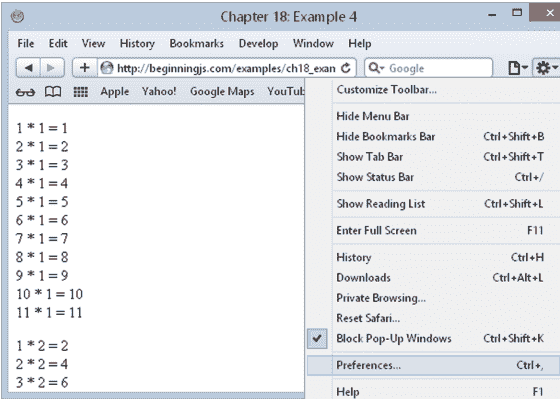 Chapter 18: Example 4
File Edit View History Bookmarks Develop Window Help
http://beginningjs.com/examples/ch18_exan
Google
Apple Yahoo! Google Maps YouTub
1 * 1 = 1
2 * 1 = 2
3 * 1 = 3
4 * 1 = 4
5 * 1 = 5
6 * 1 = 6
7 * 1 = 7
8 * 1 = 8
9 * 1 = 9
10 * 1 = 10
11 * 1 = 11
1 * 2 = 2
2 * 2 = 4
3 * 2 = 6
Customize Toolbar...
Hide Menu Bar
Hide Bookmarks Bar Ctrl+Shift+B
Show Tab Bar Ctrl+Shift+T
Show Status Bar Ctrl+/
Show Reading List Ctrl+Shift+L
Enter Full Screen F11
History Ctrl+H
Downloads Ctrl+Alt+L
Private Browsing...
Reset Safari...
Block Pop-Up Windows Ctrl+Shift+K
Preferences... Ctrl+,
Help F1